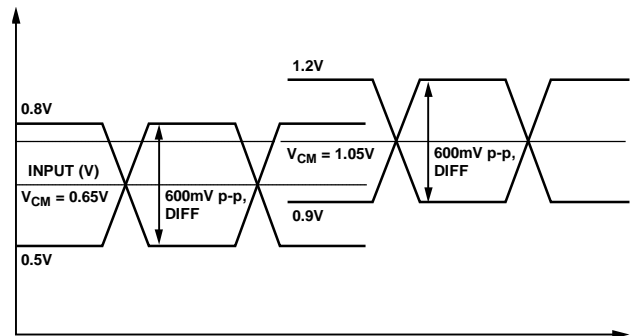 1.2V
0.8V
INPUT (V)
V_CM = 0.65V
600mV p-p,
DIFF
0.5V
V_CM = 1.05V
600mV p-p,
DIFF
0.9V